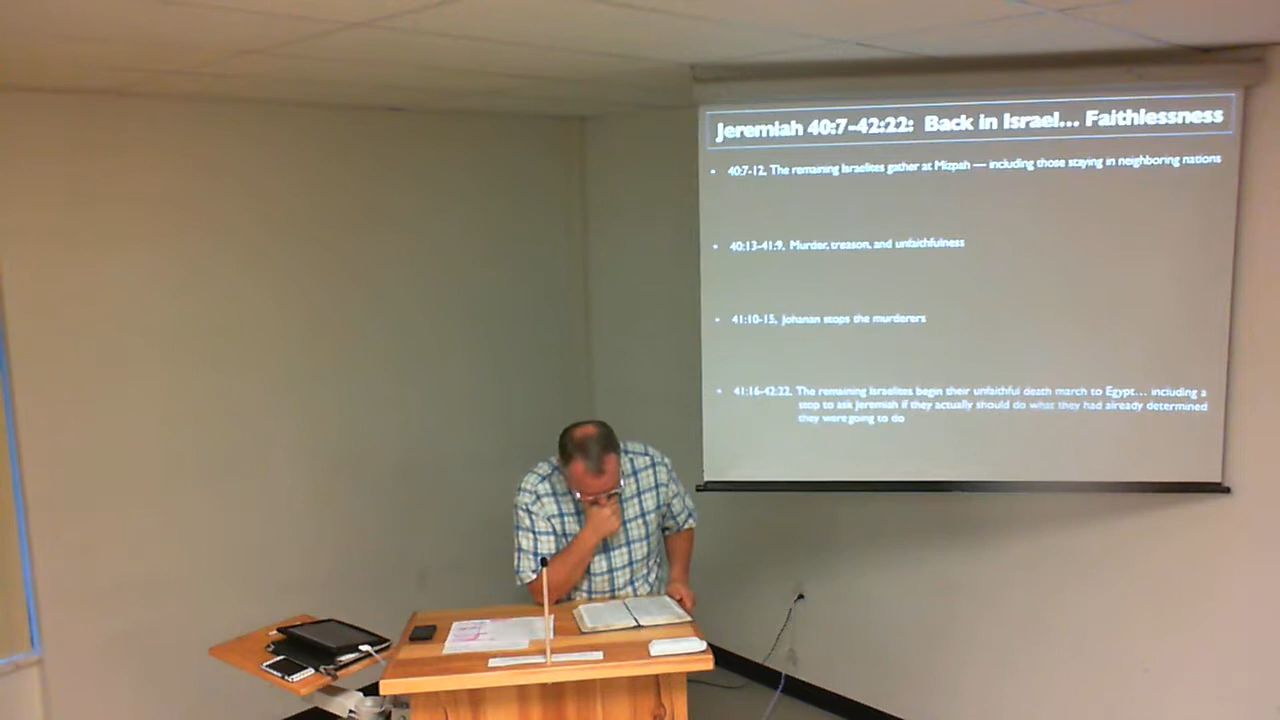 Jeremiah 40:7-42:22: Back in Israel... Faithlessness
• 40:7-12, The remaining Israelites gather at Mizpah — including those staying in neighboring nations
• 40:13-41:9, Murder, treason, and unfaithfulness
• 41:10-15, Johanan stops the murderers
• 41:16-42:22, The remaining Israelites begin their unfaithful death march to Egypt... including a
stop to ask Jeremiah if they actually should do what they had already determined
they were going to do